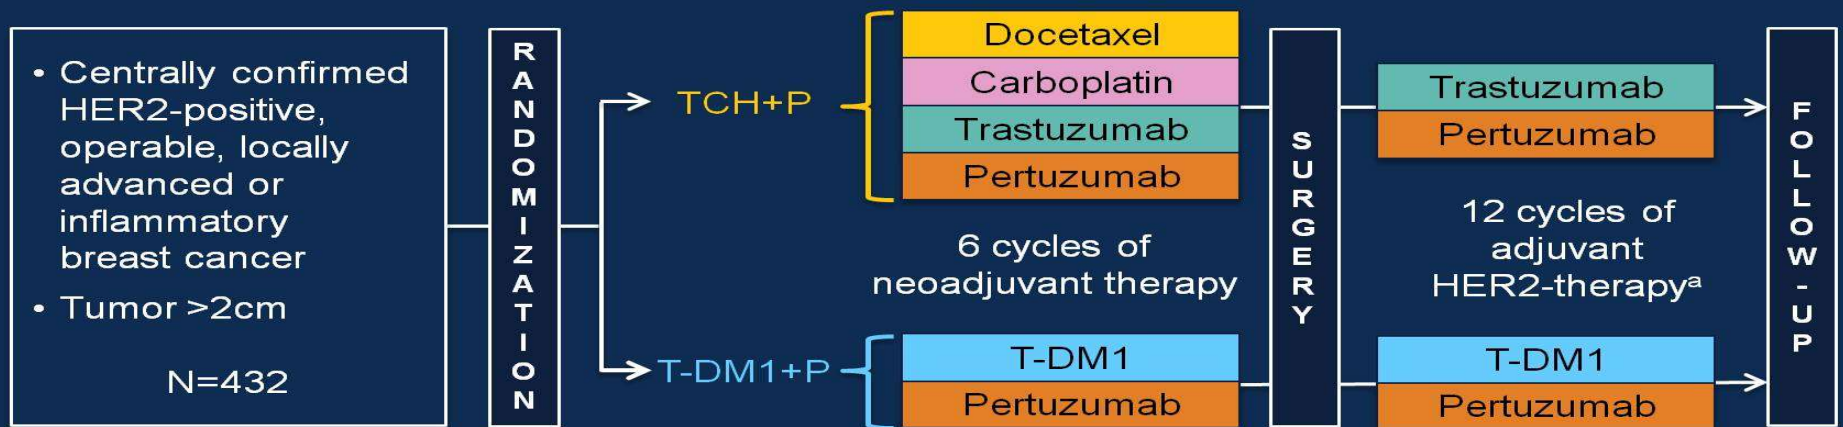 • Centrally confirmed
HER2-positive,
operable, locally
advanced or
inflammatory
breast cancer
• Tumor >2cm
N=432
RANDOMIZATION
TCH+P
Docetaxel
Carboplatin
Trastuzumab
Pertuzumab
6 cycles of
neoadjuvant therapy
T-DM1+P
T-DM1
Pertuzumab
SURGERY
Trastuzumab
Pertuzumab
12 cycles of
adjuvant
HER2-therapyᵃ
T-DM1
Pertuzumab
FOLLOW-UP